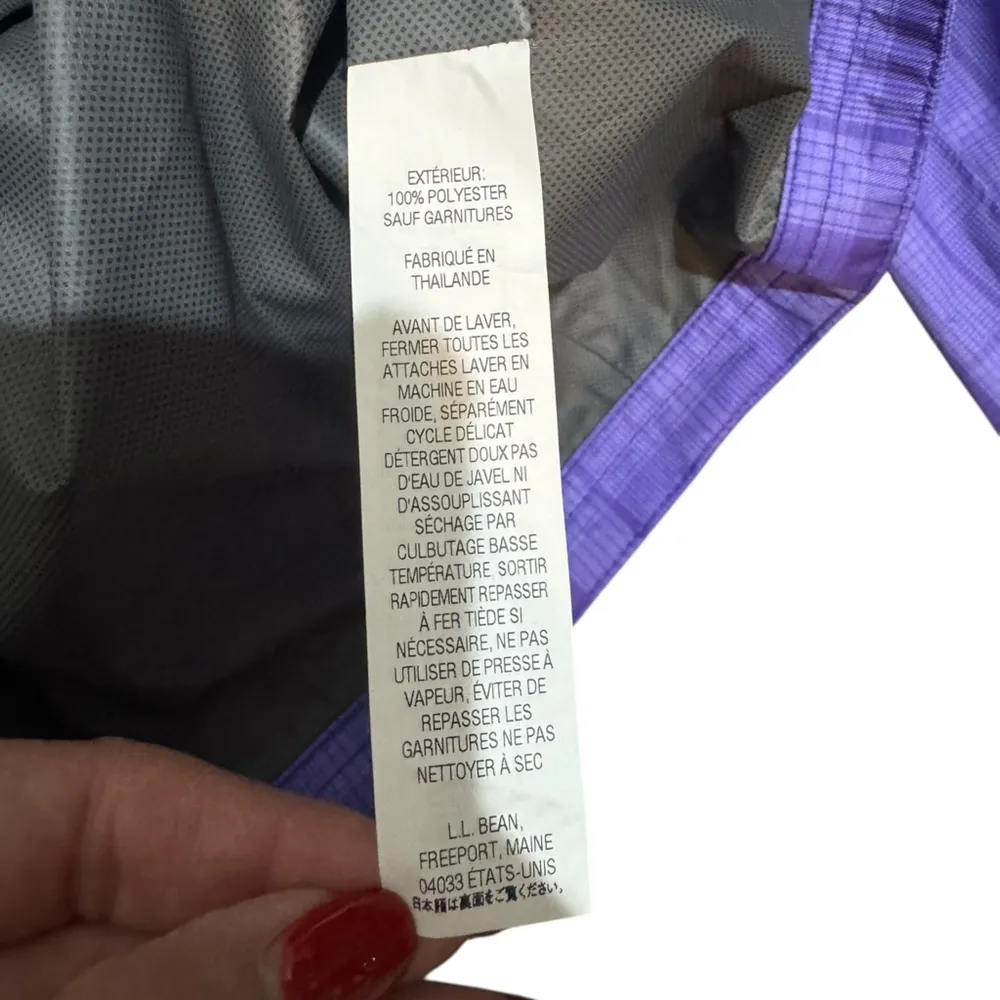 EXTÉRIEUR:
100% POLYESTER
SAUF GARNITURES
FABRIQUÉ EN
THAILANDE
AVANT DE LAVER,
FERMER TOUTES LES
ATTACHES LAVER EN
MACHINE EN EAU
FROIDE, SÉPARÉMENT
CYCLE DÉLICAT
DÉTERGENT DOUX PAS
D'EAU DE JAVEL NI
D'ASSOUPLISSANT
SÉCHAGE PAR
CULBUTAGE BASSE
TEMPÉRATURE SORTIR
RAPIDEMENT REPASSER
À FER TIÈDE SI
NÉCESSAIRE, NE PAS
UTILISER DE PRESSE À
VAPEUR, ÉVITER DE
REPASSER LES
GARNITURES NE PAS
NETTOYER À SEC
L.L. BEAN,
FREEPORT, MAINE
04033 ÉTATS-UNIS
日本語は裏面をご覧ください。